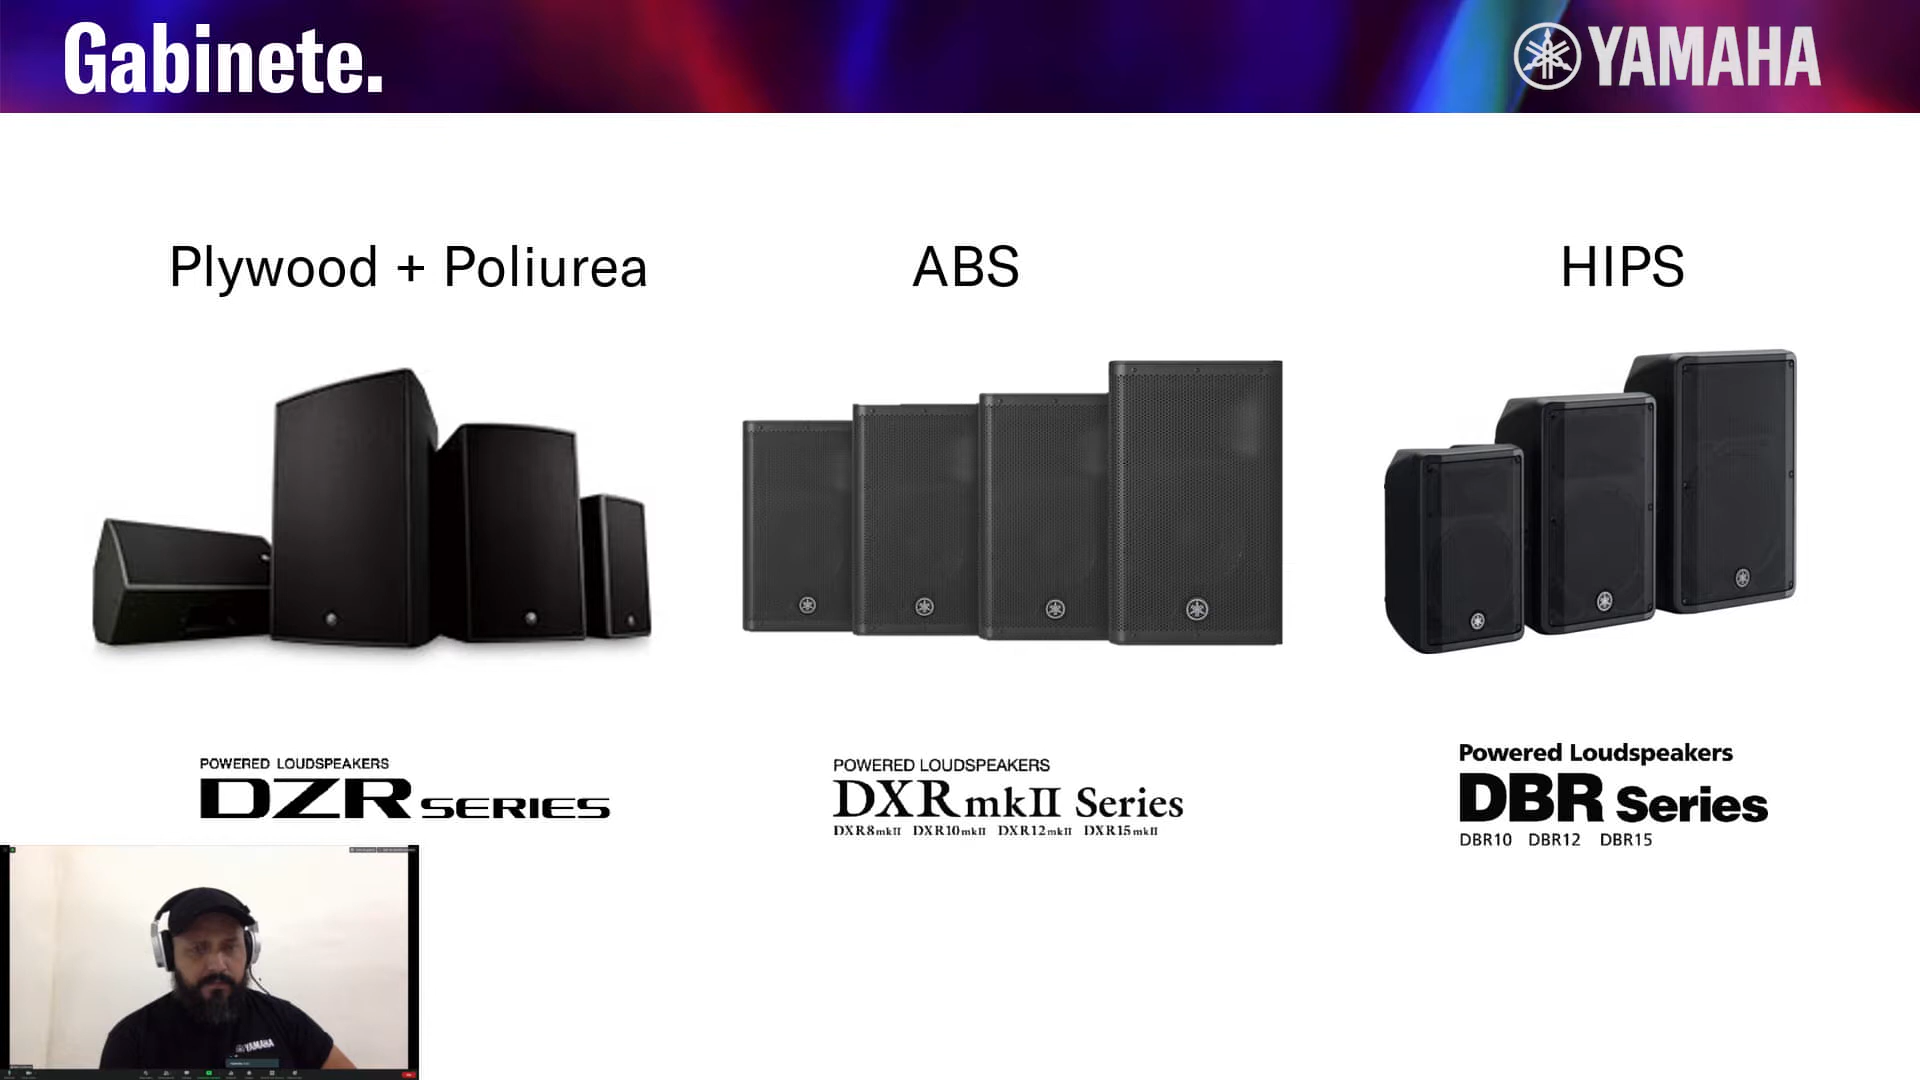 Gabinete.
YAMAHA
Plywood + Poliurea
ABS
HIPS
POWERED LOUDSPEAKERS
DZR SERIES
POWERED LOUDSPEAKERS
DXR mkII Series
DXR8mkII DXR10mkII DXR12mkII DXR15mkII
Powered Loudspeakers
DBR Series
DBR10 DBR12 DBR15
YAMAHA